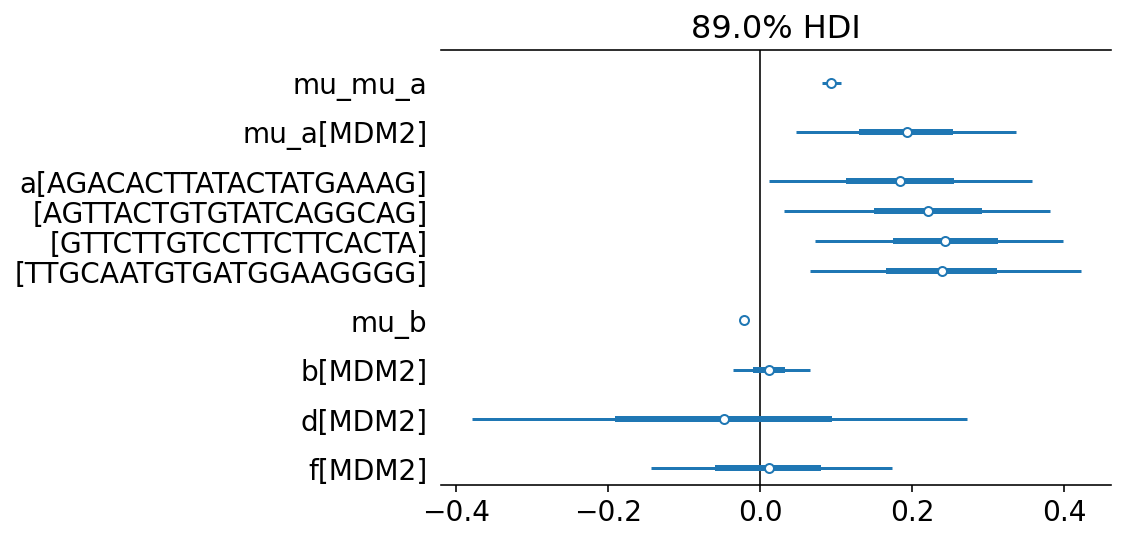 89.0% HDI
mu_mu_a
mu_a[MDM2]
a[AGACACTTATACTATGAAAG]
[AGTTACTGTGTATCAGGCAG]
[GTTCTTGTCCTTCTTCACTA]
[TTGCAATGTGATGGAAGGGG]
mu_b
b[MDM2]
d[MDM2]
f[MDM2]
−0.4 −0.2 0.0 0.2 0.4